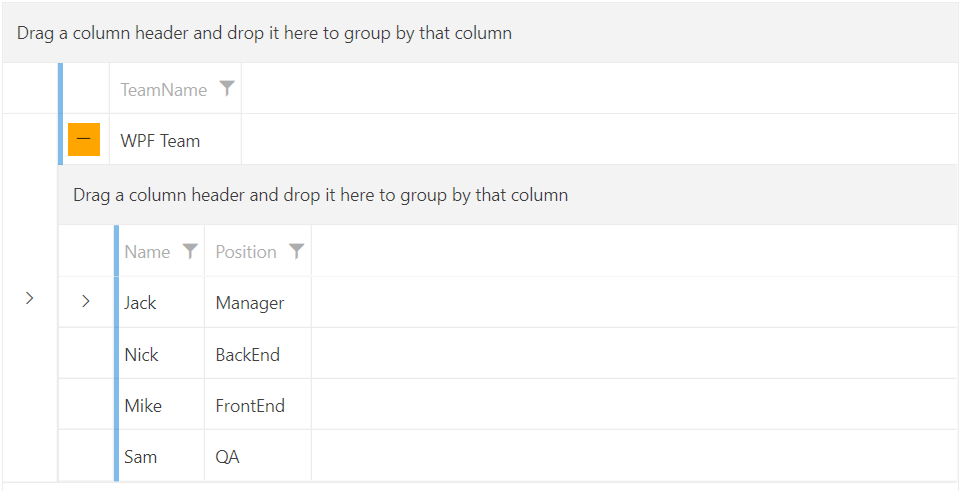 Drag a column header and drop it here to group by that column
TeamName
WPF Team
Drag a column header and drop it here to group by that column
Name Position
Jack Manager
Nick BackEnd
Mike FrontEnd
Sam QA